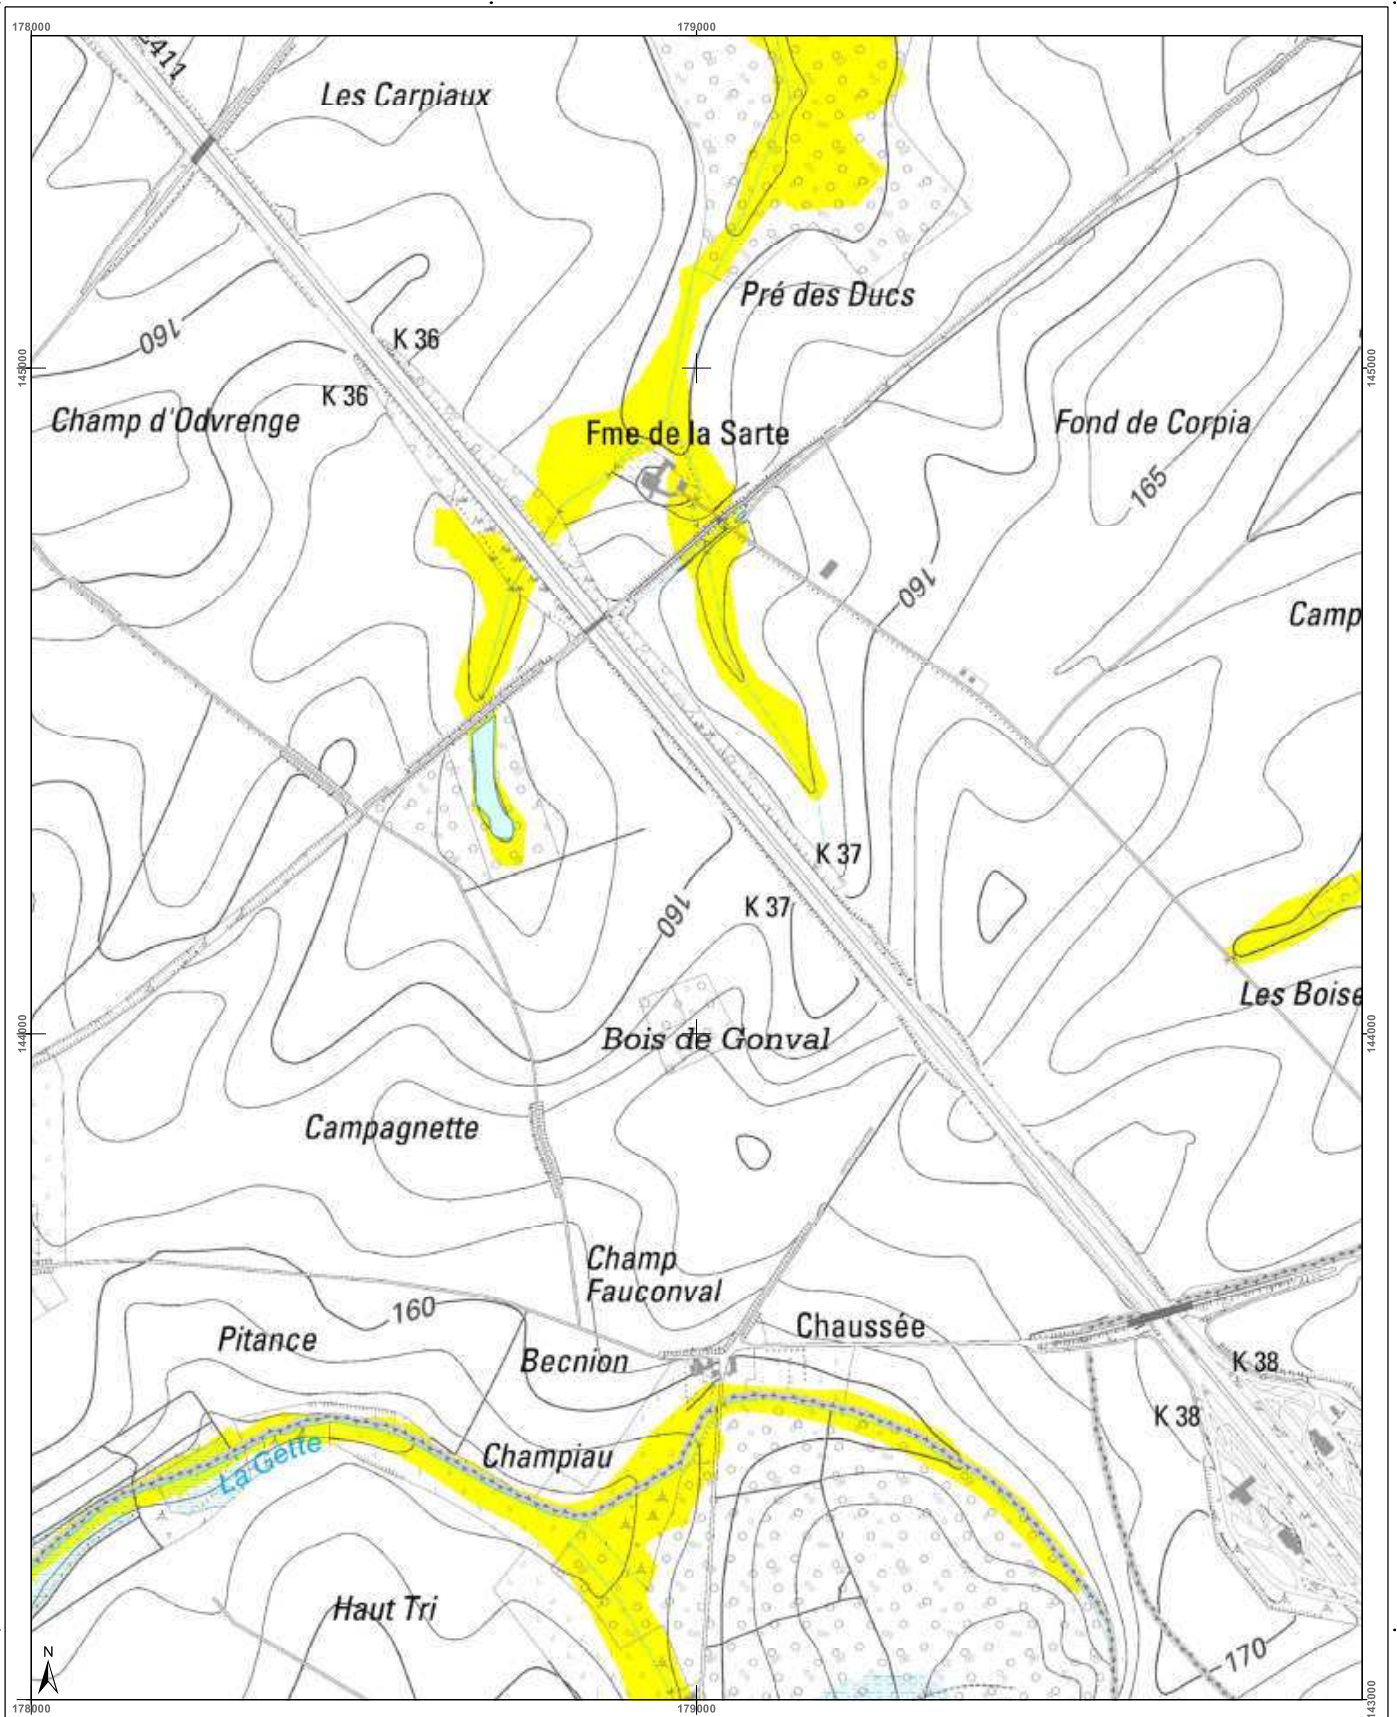 178000
179000
E411
Les Carpiaux
Pré des Ducs
160
K 36
145000
145000
K 36
Champ d'Odvrenge
Fme de la Sarte
Fond de Corpia
165
160
Camp
K 37
K 37
160
Les Boise
144000
144000
Bois de Gonval
Campagnette
Champ
Fauconval
160
Chaussée
Pitance
Becnion
K 38
K 38
La Gette
Champiau
Haut Tri
170
N
178000
179000
143000